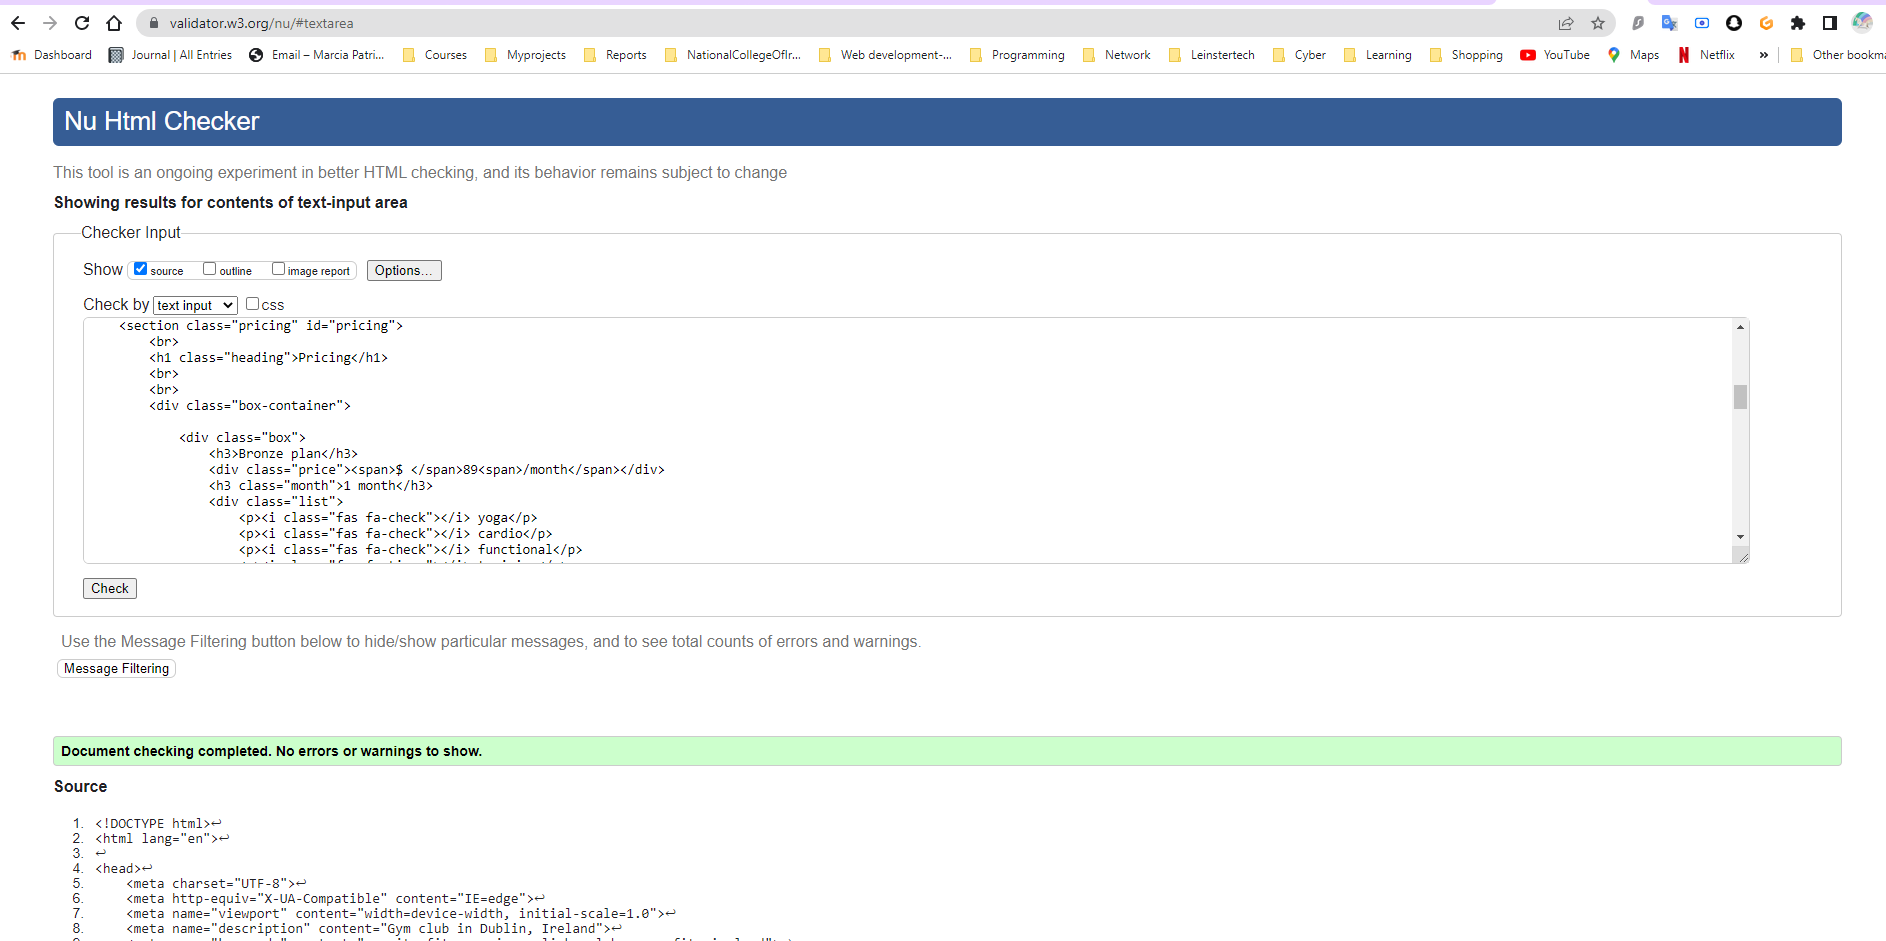 validator.w3.org/nu/#textarea
Dashboard Journal | All Entries Email – Marcia Patri... Courses Myprojects Reports NationalCollegeOfIr... Web development-... Programming Network Leinstertech Cyber Learning Shopping YouTube Maps Netflix » Other bookma
Nu Html Checker
This tool is an ongoing experiment in better HTML checking, and its behavior remains subject to change
Showing results for contents of text-input area
Checker Input
Show source outline image report Options...
Check by text input css
<section class="pricing" id="pricing">
<br>
<h1 class="heading">Pricing</h1>
<br>
<br>
<div class="box-container">
<div class="box">
<h3>Bronze plan</h3>
<div class="price"><span>$ </span>89<span>/month</span></div>
<h3 class="month">1 month</h3>
<div class="list">
<p><i class="fas fa-check"></i> yoga</p>
<p><i class="fas fa-check"></i> cardio</p>
<p><i class="fas fa-check"></i> functional</p>
Check
Use the Message Filtering button below to hide/show particular messages, and to see total counts of errors and warnings.
Message Filtering
Document checking completed. No errors or warnings to show.
Source
1. <!DOCTYPE html>↩
2. <html lang="en">↩
3. ↩
4. <head>↩
5. <meta charset="UTF-8">↩
6. <meta http-equiv="X-UA-Compatible" content="IE=edge">↩
7. <meta name="viewport" content="width=device-width, initial-scale=1.0">↩
8. <meta name="description" content="Gym club in Dublin, Ireland">↩